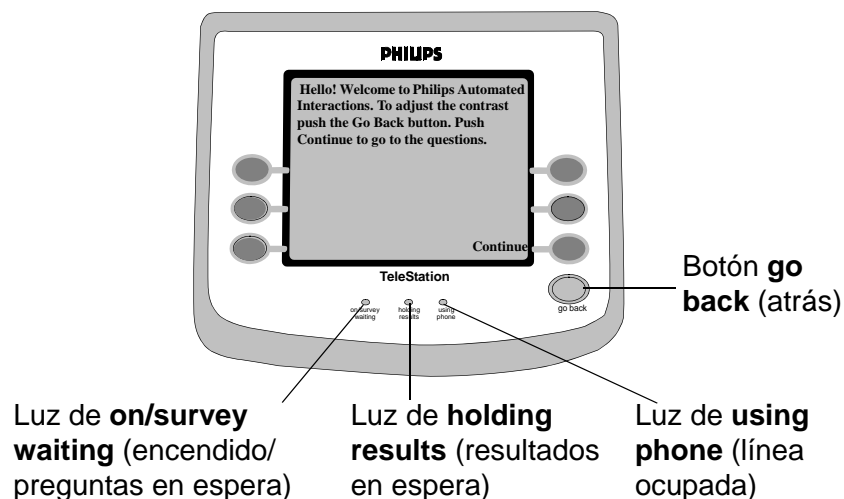 PHILIPS
Hello! Welcome to Philips Automated
Interactions. To adjust the contrast
push the Go Back button. Push
Continue to go to the questions.
Continue
TeleStation
on/survey
waiting
holding
results
using
phone
go back
Botón go
back (atrás)
Luz de on/survey
waiting (encendido/
preguntas en espera)
Luz de holding
results (resultados
en espera)
Luz de using
phone (línea
ocupada)